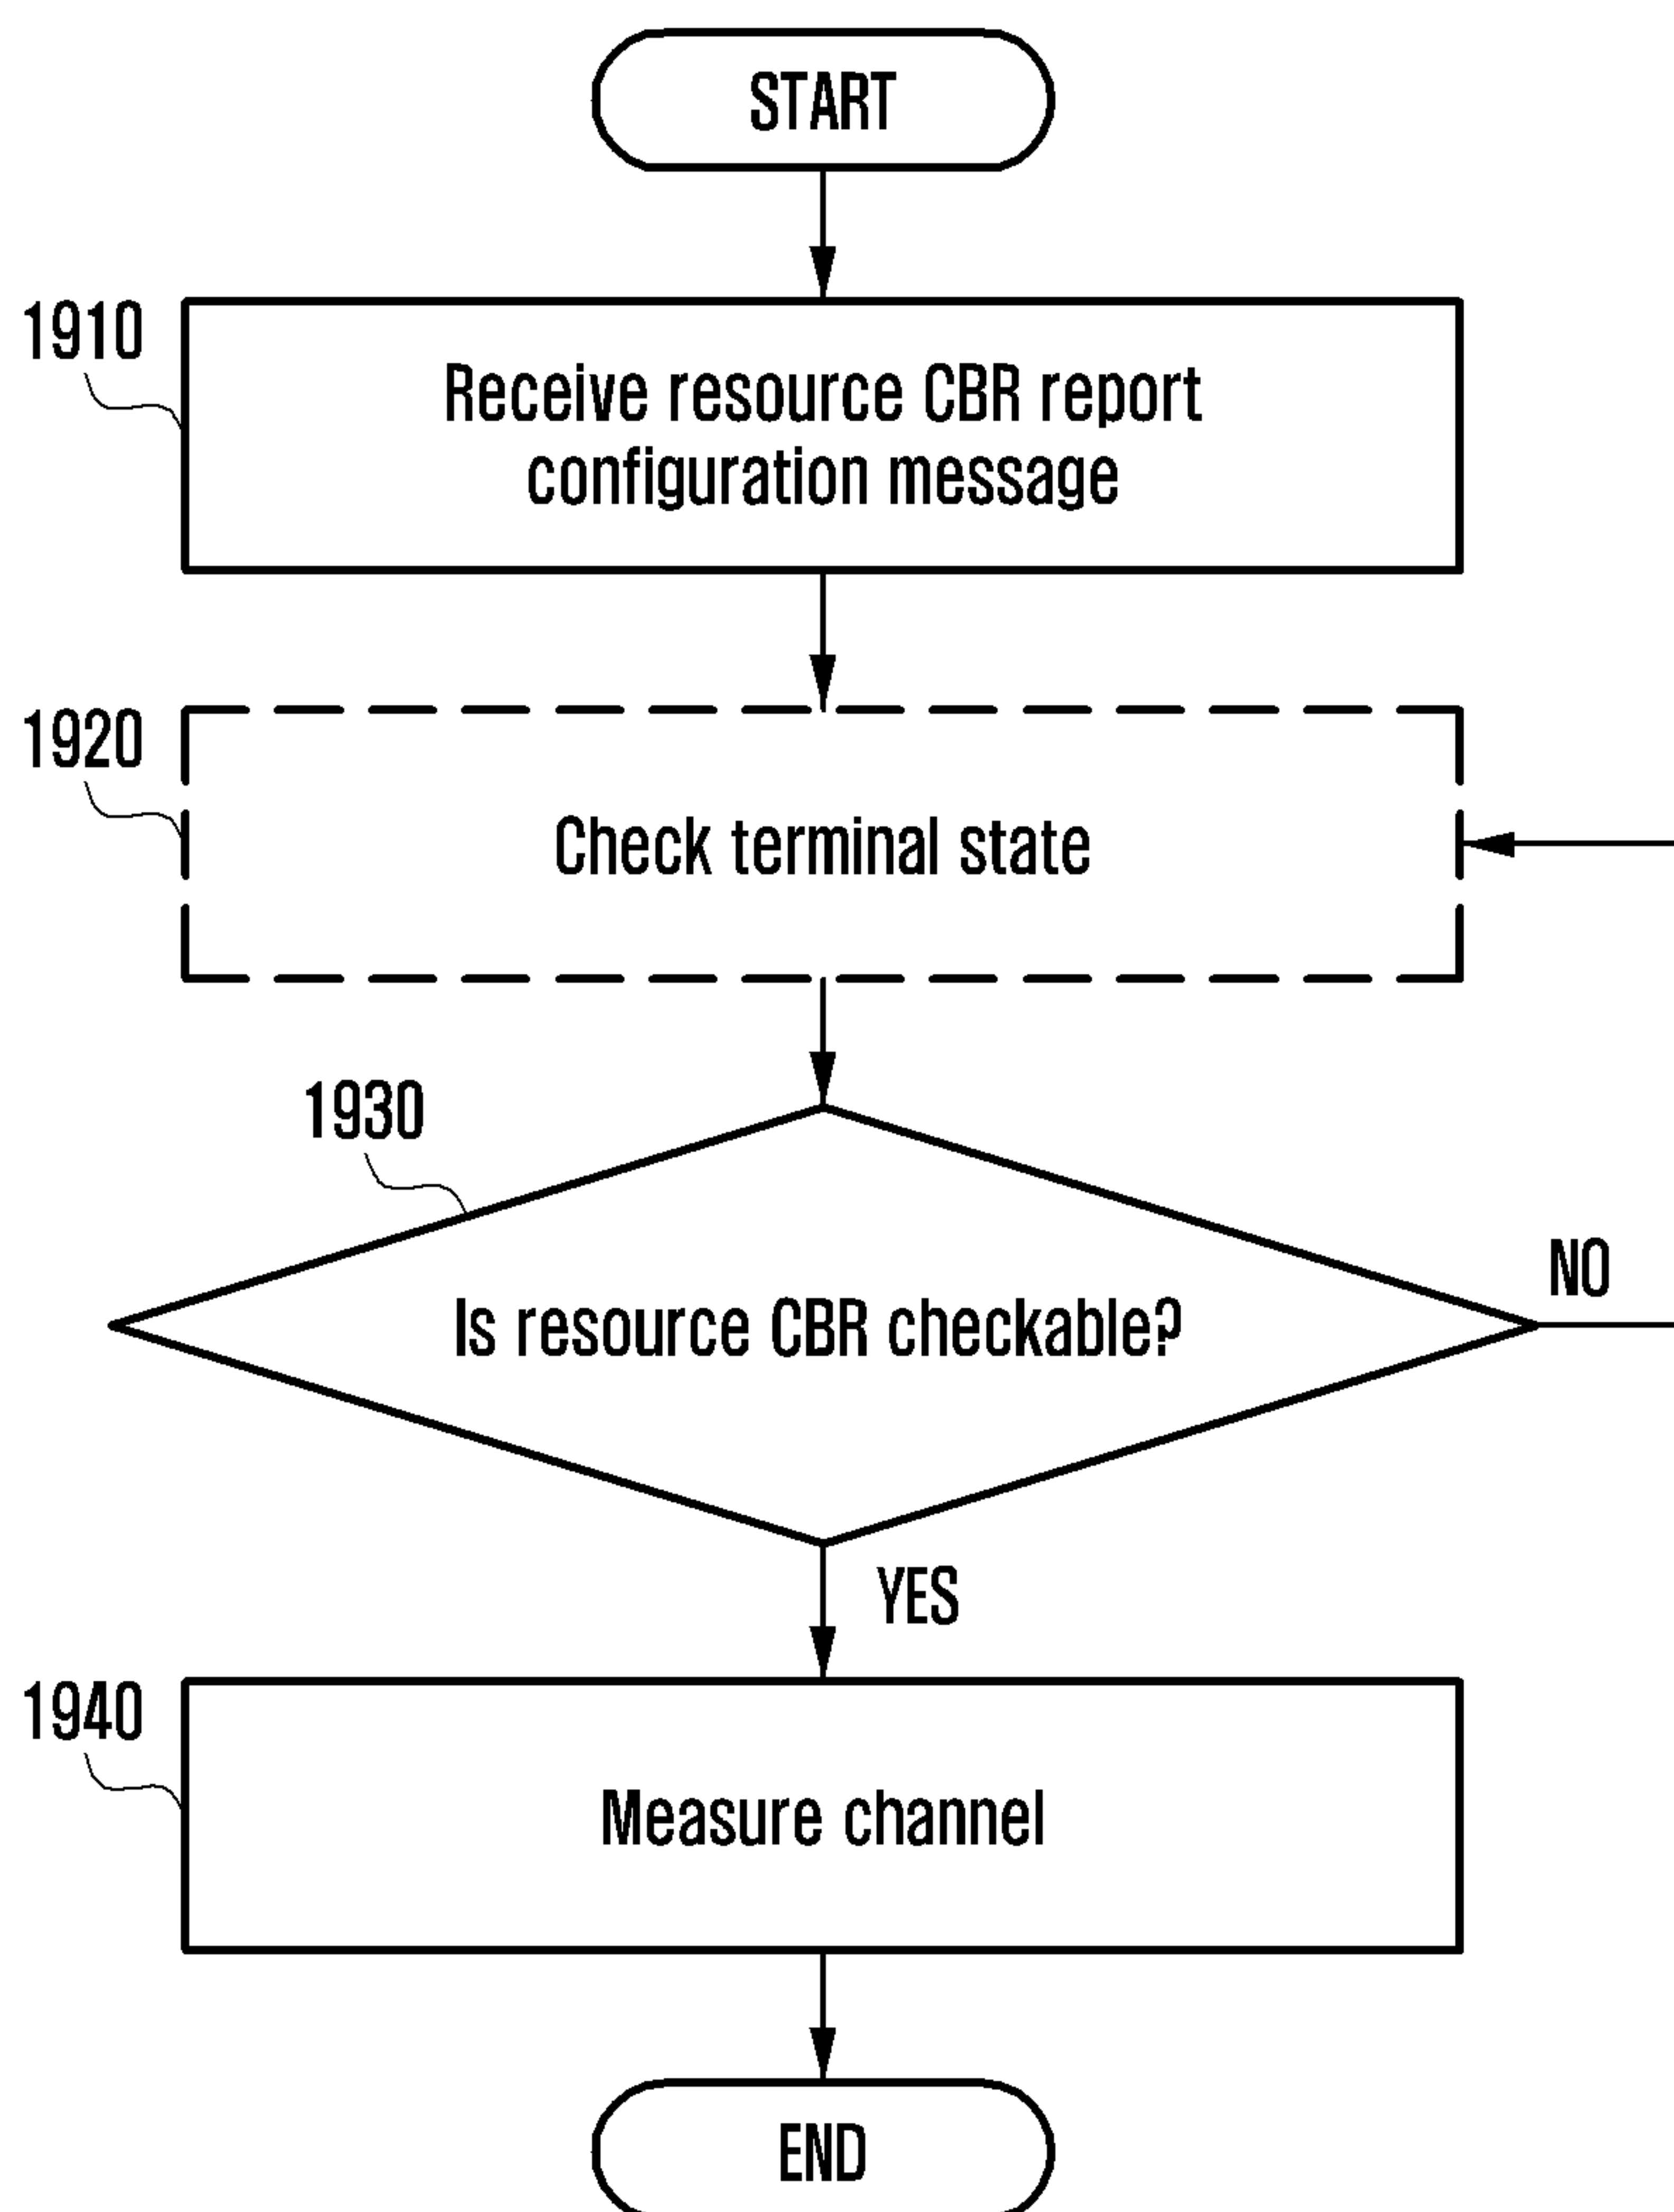 START
1910
Receive resource CBR report
configuration message
1920
Check terminal state
1930
Is resource CBR checkable?
NO
YES
1940
Measure channel
END